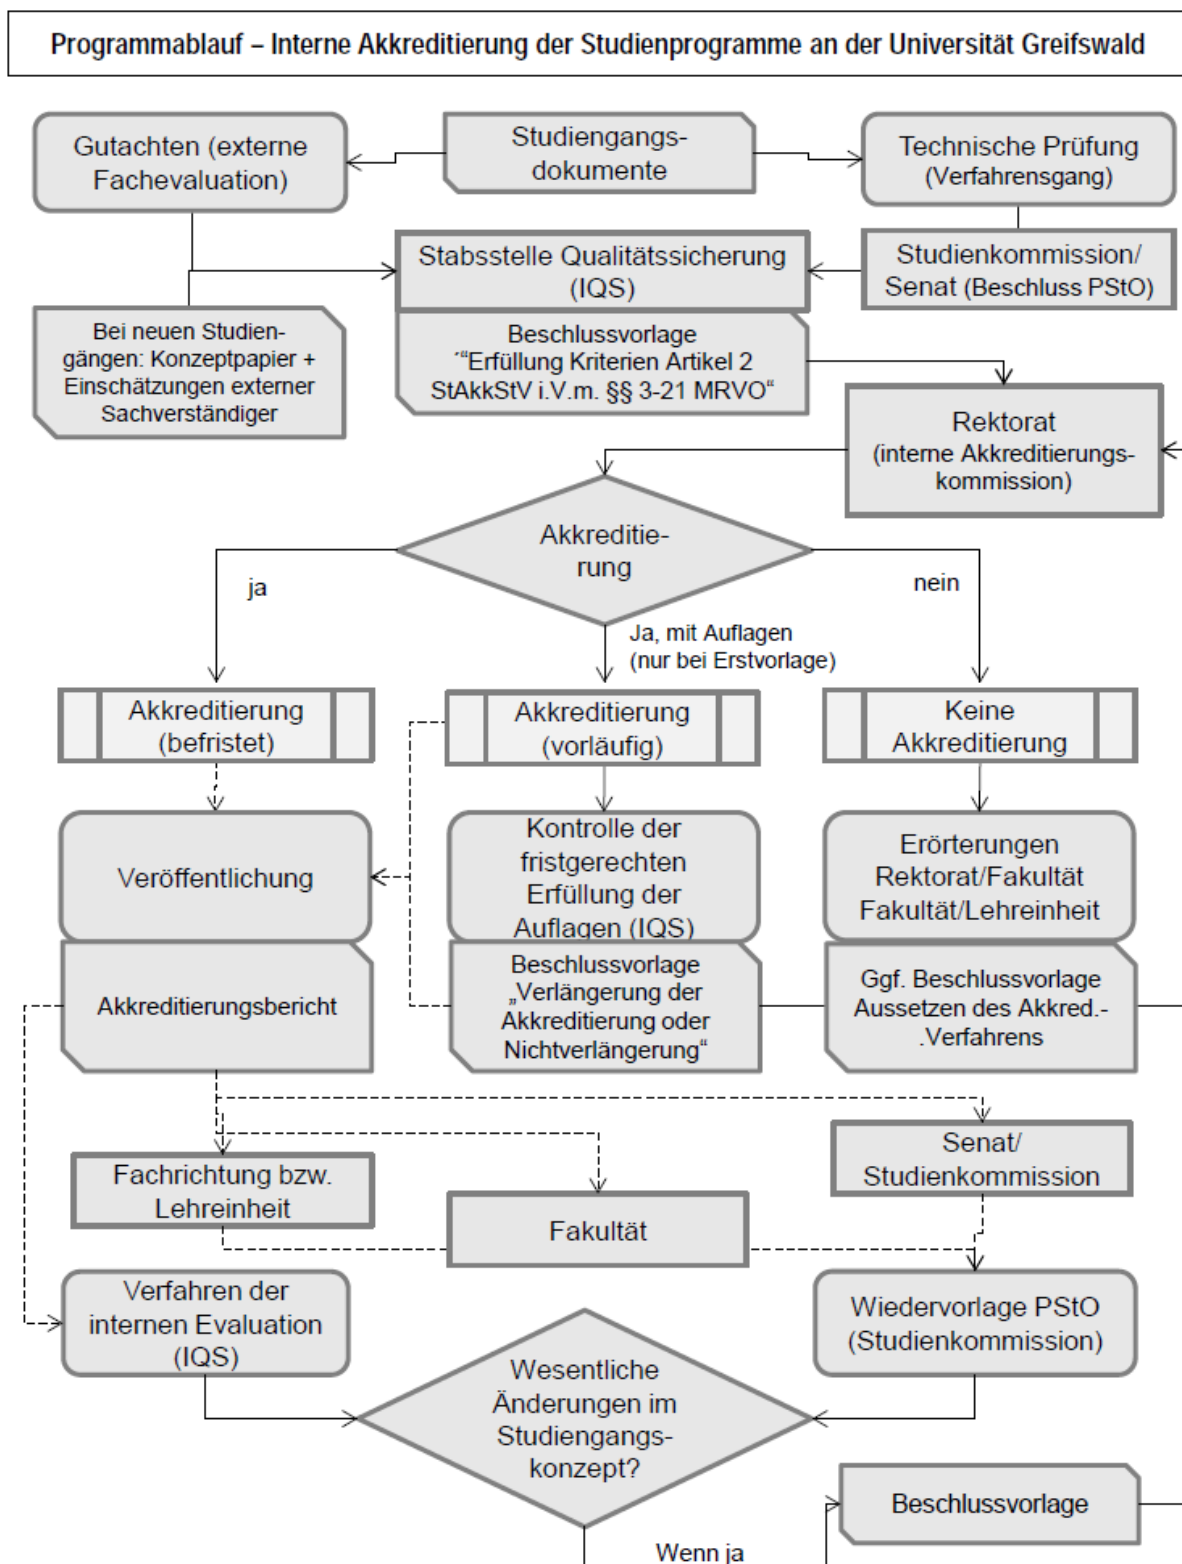 Programmablauf – Interne Akkreditierung der Studienprogramme an der Universität Greifswald
Gutachten (externe
Fachevaluation)
Studiengangs-
dokumente
Technische Prüfung
(Verfahrensgang)
Stabsstelle Qualitätssicherung
(IQS)
Studienkommission/
Senat (Beschluss PStO)
Bei neuen Studien-
gängen: Konzeptpapier +
Einschätzungen externer
Sachverständiger
Beschlussvorlage
´“Erfüllung Kriterien Artikel 2
StAkkStV i.V.m. §§ 3-21 MRVO“
Rektorat
(interne Akkreditierungs-
kommission)
Akkreditie-
rung
ja
nein
Ja, mit Auflagen
(nur bei Erstvorlage)
Akkreditierung
(befristet)
Akkreditierung
(vorläufig)
Keine
Akkreditierung
Veröffentlichung
Kontrolle der
fristgerechten
Erfüllung der
Auflagen (IQS)
Erörterungen
Rektorat/Fakultät
Fakultät/Lehreinheit
Akkreditierungsbericht
Beschlussvorlage
„Verlängerung der
Akkreditierung oder
Nichtverlängerung“
Ggf. Beschlussvorlage
Aussetzen des Akkred.-
.Verfahrens
Fachrichtung bzw.
Lehreinheit
Fakultät
Senat/
Studienkommission
Verfahren der
internen Evaluation
(IQS)
Wiedervorlage PStO
(Studienkommission)
Wesentliche
Änderungen im
Studiengangs-
konzept?
Beschlussvorlage
Wenn ja